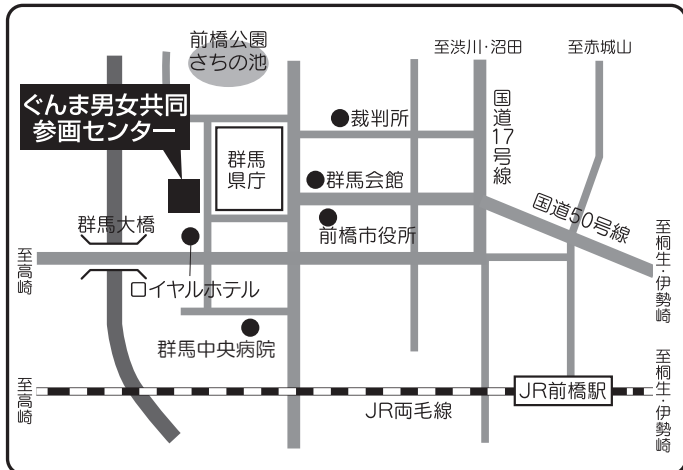 前橋公園
さちの池
至渋川・沼田
至赤城山
ぐんま男女共同
参画センター
裁判所
国道17号線
群馬
県庁
群馬会館
国道50号線
群馬大橋
前橋市役所
至高崎
至桐生・伊勢崎
ロイヤルホテル
群馬中央病院
至高崎
JR前橋駅
至桐生・伊勢崎
JR両毛線